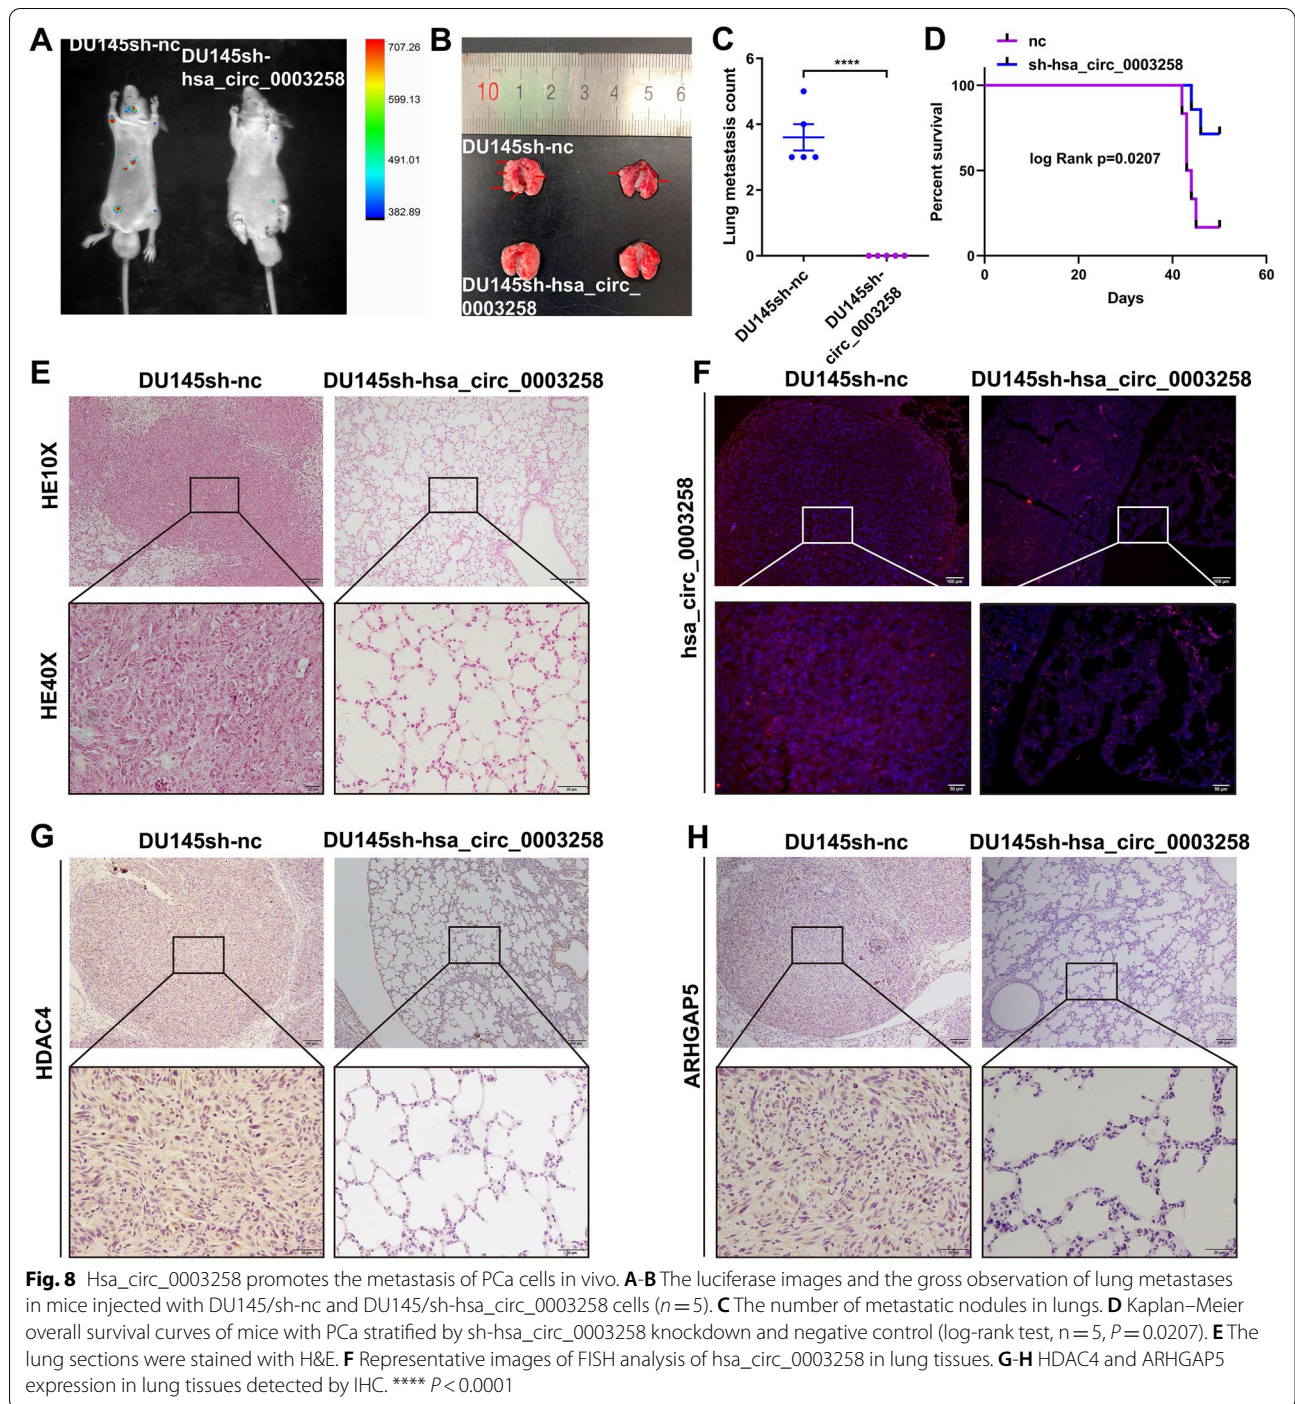 A
DU145sh-nc
DU145sh-
hsa_circ_0003258
707.26
599.13
491.01
382.89
B
10 1 2 3 4 5 6
DU145sh-nc
DU145sh-hsa_circ_
0003258
C
Lung metastasis count
6
4
2
0
****
DU145sh-nc
DU145sh-
circ_0003258
D
nc
sh-hsa_circ_0003258
Percent survival
100
50
0
log Rank p=0.0207
0 20 40 60
Days
E
DU145sh-nc DU145sh-hsa_circ_0003258
HE10X
HE40X
F
DU145sh-nc DU145sh-hsa_circ_0003258
hsa_circ_0003258
100 μm
100 μm
50 μm
50 μm
G
DU145sh-nc DU145sh-hsa_circ_0003258
HDAC4
H
DU145sh-nc DU145sh-hsa_circ_0003258
ARHGAP5
Fig. 8 Hsa_circ_0003258 promotes the metastasis of PCa cells in vivo. A-B The luciferase images and the gross observation of lung metastases
in mice injected with DU145/sh-nc and DU145/sh-hsa_circ_0003258 cells (n = 5). C The number of metastatic nodules in lungs. D Kaplan–Meier
overall survival curves of mice with PCa stratified by sh-hsa_circ_0003258 knockdown and negative control (log-rank test, n = 5, P = 0.0207). E The
lung sections were stained with H&E. F Representative images of FISH analysis of hsa_circ_0003258 in lung tissues. G-H HDAC4 and ARHGAP5
expression in lung tissues detected by IHC. **** P < 0.0001